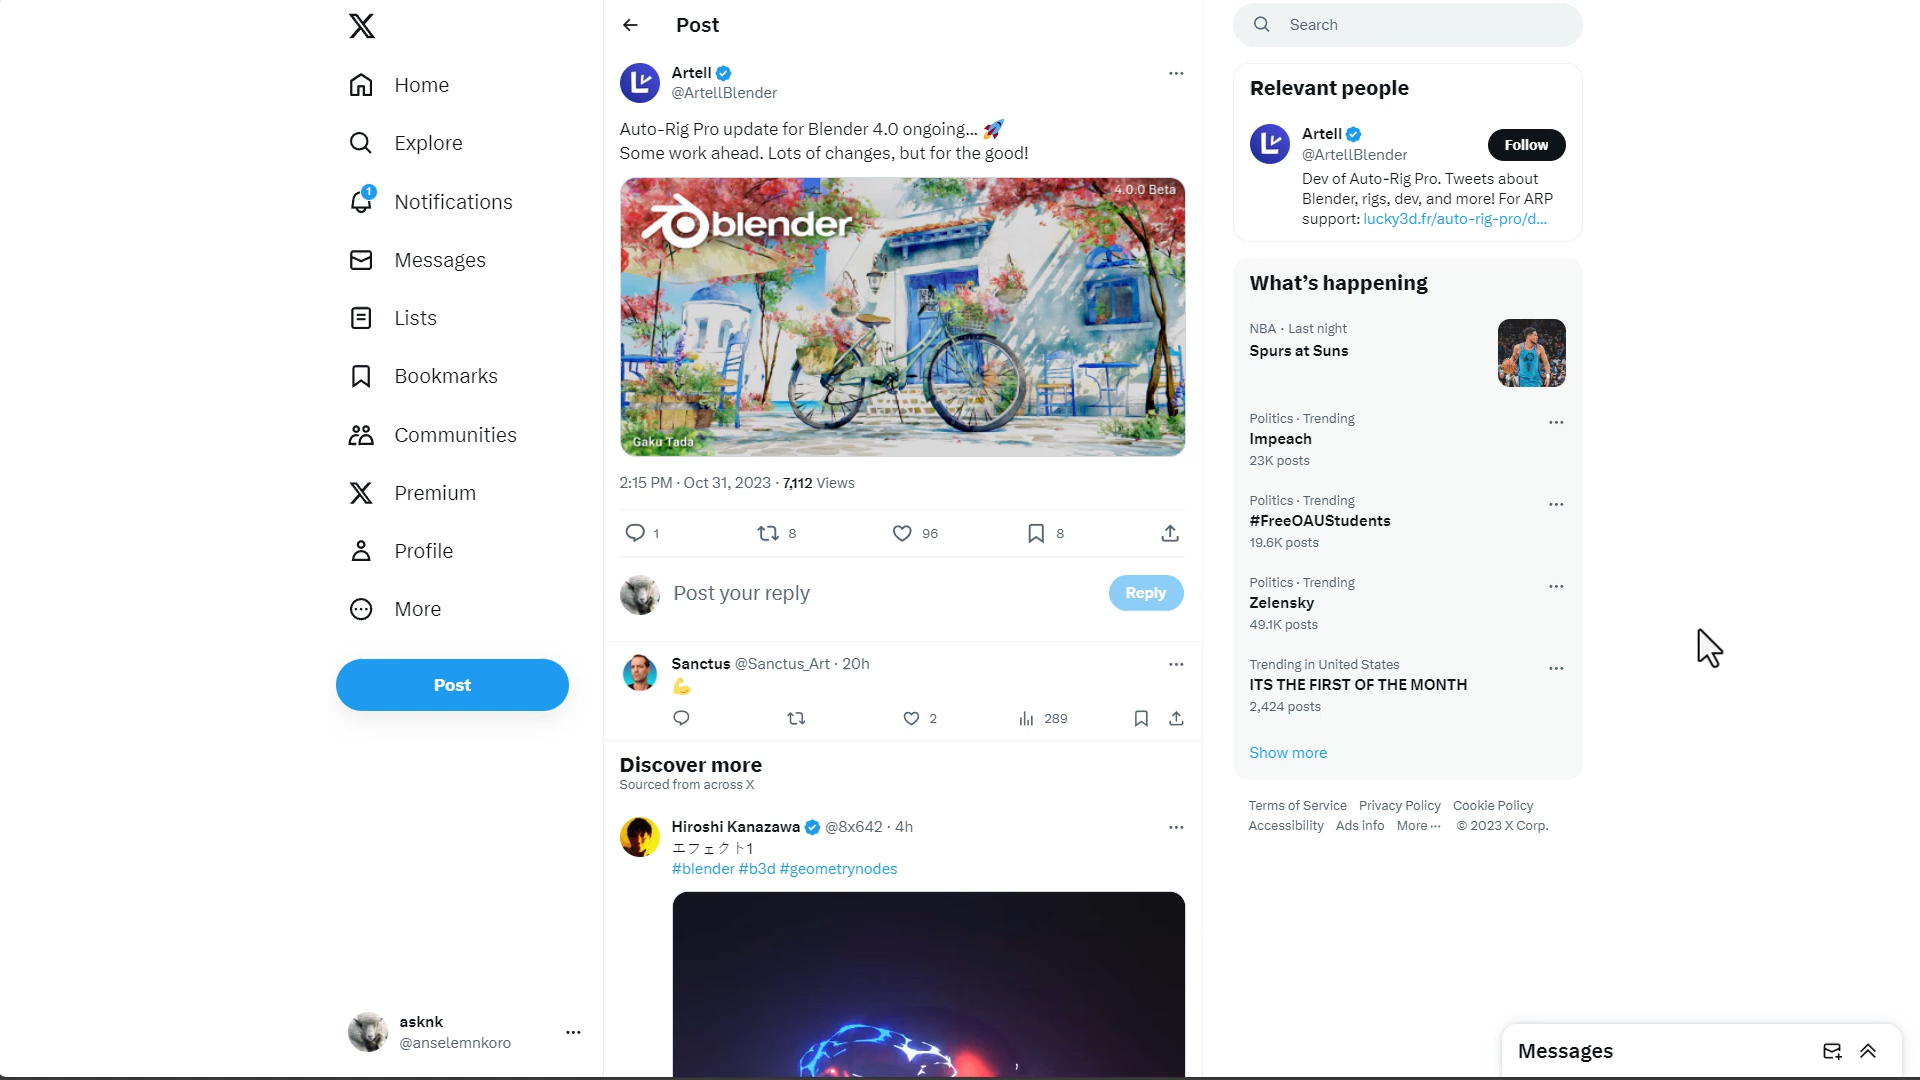 Home
Explore
1
Notifications
Messages
Lists
Bookmarks
Communities
Premium
Profile
More
Post
asknk
@anselemnkoro
Post
Artell
@ArtellBlender
Auto-Rig Pro update for Blender 4.0 ongoing... 🚀
Some work ahead. Lots of changes, but for the good!
4.0.0 Beta
blender
Gaku Tada
2:15 PM · Oct 31, 2023 · 7,112 Views
1 8 96 8
Post your reply
Reply
Sanctus @Sanctus_Art · 20h
💪
2 289
Discover more
Sourced from across X
Hiroshi Kanazawa @8x642 · 4h
エフェクト1
#blender #b3d #geometrynodes
Search
Relevant people
Artell
@ArtellBlender
Follow
Dev of Auto-Rig Pro. Tweets about
Blender, rigs, dev, and more! For ARP
support: lucky3d.fr/auto-rig-pro/d...
What's happening
NBA · Last night
Spurs at Suns
Politics · Trending
Impeach
23K posts
Politics · Trending
#FreeOAUStudents
19.6K posts
Politics · Trending
Zelensky
49.1K posts
Trending in United States
ITS THE FIRST OF THE MONTH
2,424 posts
Show more
Terms of Service Privacy Policy Cookie Policy
Accessibility Ads info More ··· © 2023 X Corp.
Messages